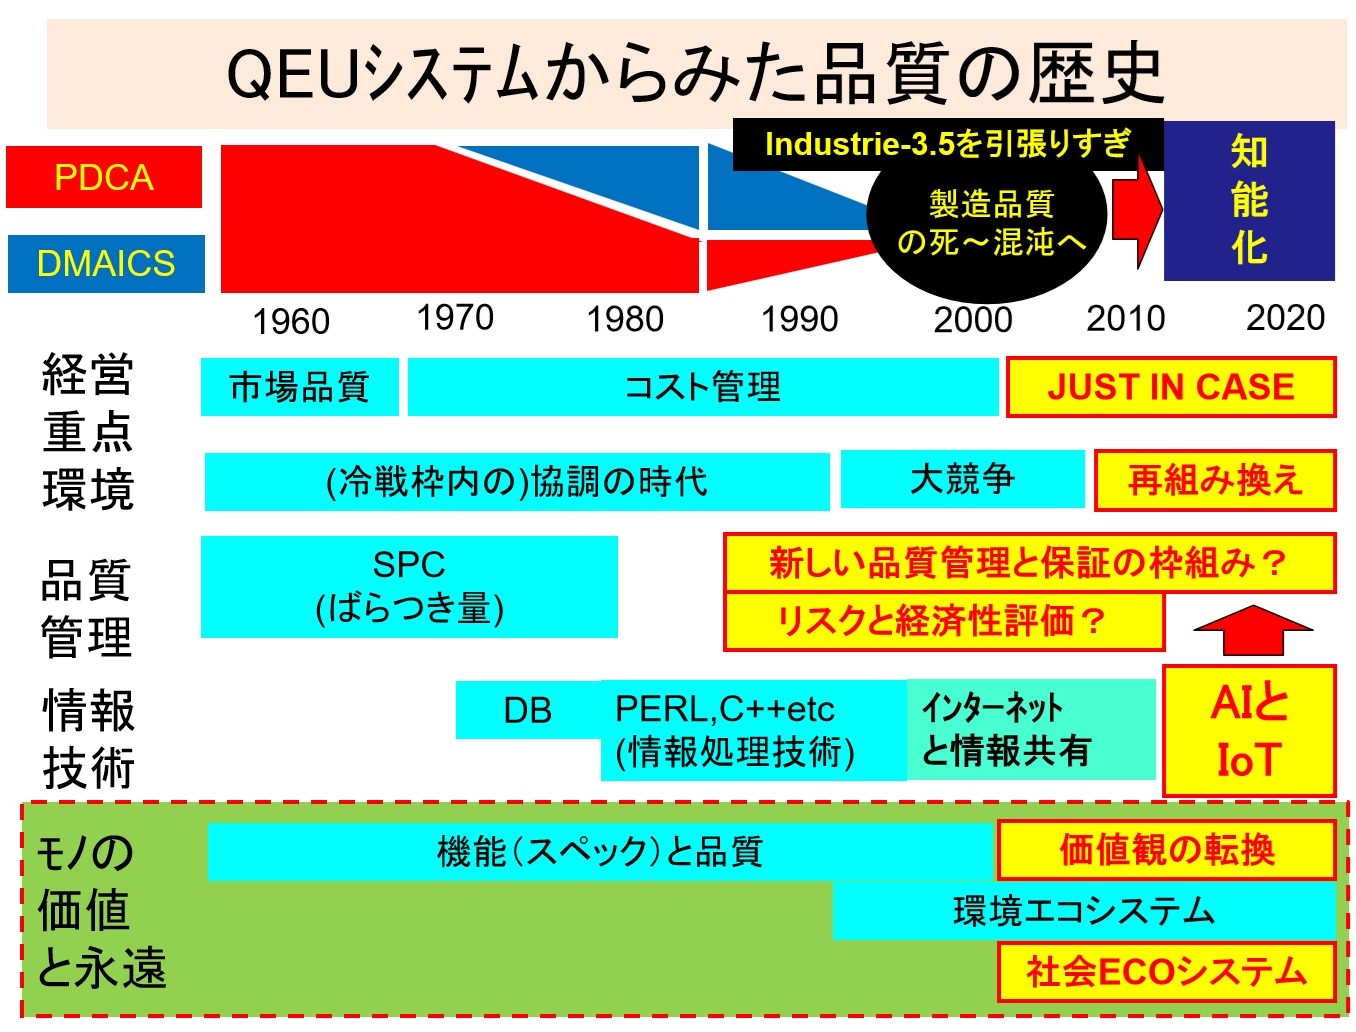 QEUｼｽﾃﾑからみた品質の歴史
PDCA
DMAICS
Industrie-3.5を引張りすぎ
製造品質
の死～混沌へ
知
能
化
1960
1970
1980
1990
2000
2010
2020
経営
重点
環境
市場品質
コスト管理
JUST IN CASE
(冷戦枠内の)協調の時代
大競争
再組み換え
品質
管理
SPC
(ばらつき量)
新しい品質管理と保証の枠組み？
リスクと経済性評価？
情報
技術
DB
PERL,C++etc
(情報処理技術)
ｲﾝﾀｰﾈｯﾄ
と情報共有
AIと
IoT
ﾓﾉの
価値
と永遠
機能（スペック）と品質
価値観の転換
環境エコシステム
社会ECOシステム